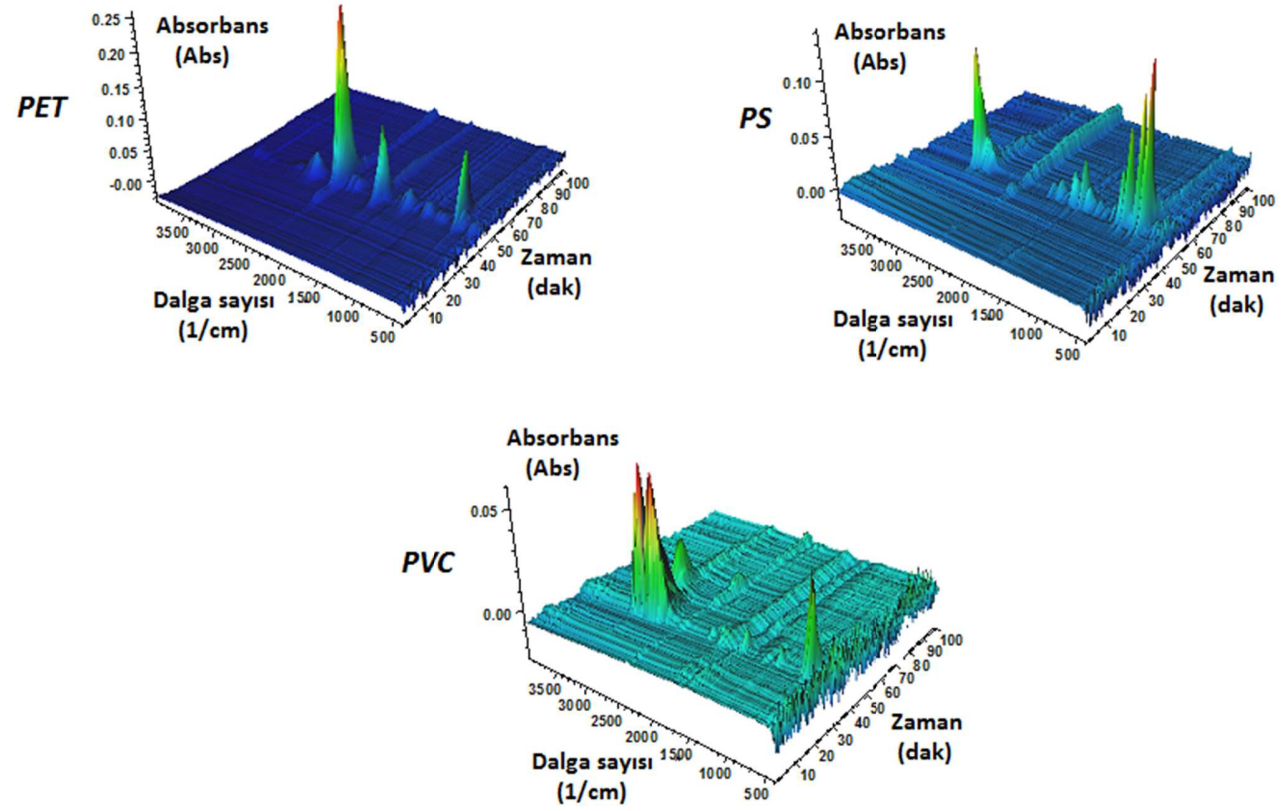 PET
Absorbans
(Abs)
0.25
0.20
0.15
0.10
0.05
-0.00
3500
3000
2500
2000
1500
1000
500
Dalga sayısı
(1/cm)
10
20
30
40
50
60
70
80
90
100
Zaman
(dak)
PS
Absorbans
(Abs)
0.10
0.05
0.00
3500
3000
2500
2000
1500
1000
500
Dalga sayısı
(1/cm)
10
20
30
40
50
60
70
80
90
100
Zaman
(dak)
PVC
Absorbans
(Abs)
0.05
0.00
3500
3000
2500
2000
1500
1000
500
Dalga sayısı
(1/cm)
10
20
30
40
50
60
70
80
90
100
Zaman
(dak)